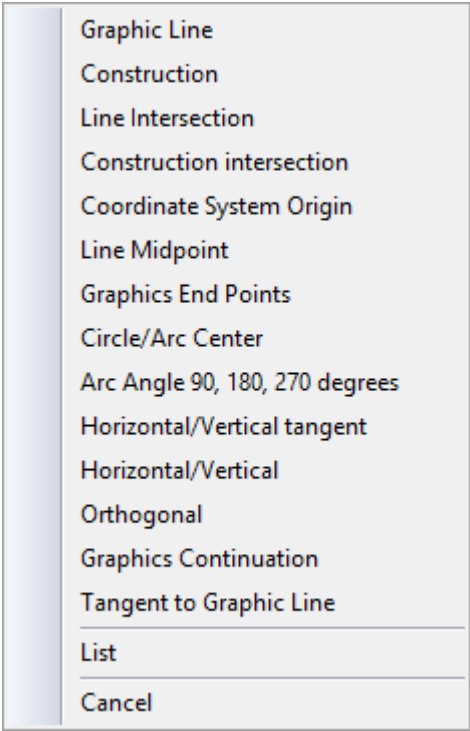 Graphic Line
Construction
Line Intersection
Construction intersection
Coordinate System Origin
Line Midpoint
Graphics End Points
Circle/Arc Center
Arc Angle 90, 180, 270 degrees
Horizontal/Vertical tangent
Horizontal/Vertical
Orthogonal
Graphics Continuation
Tangent to Graphic Line
List
Cancel